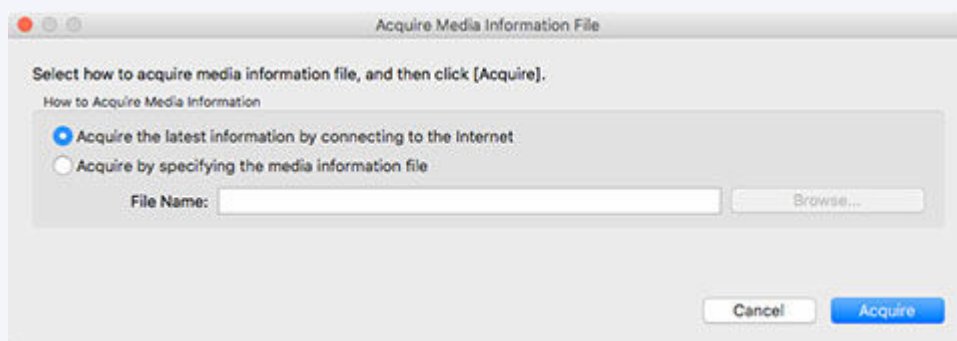 Acquire Media Information File
Select how to acquire media information file, and then click [Acquire].
How to Acquire Media Information
Acquire the latest information by connecting to the Internet
Acquire by specifying the media information file
File Name:
Browse...
Cancel
Acquire